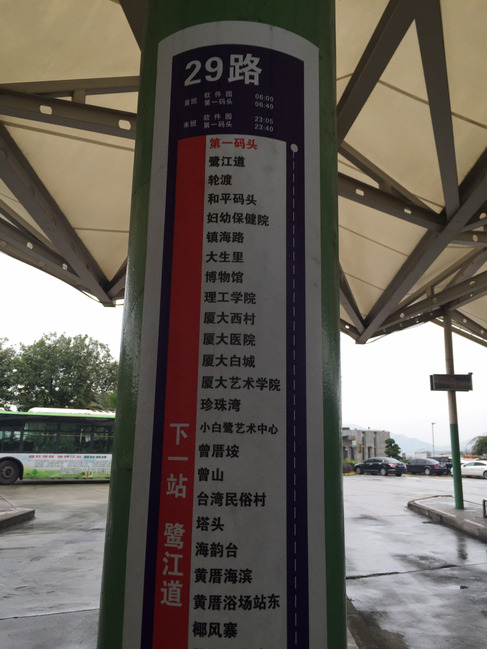 29路
首班 软件园 06:00
第一码头 06:40
末班 软件园 23:05
第一码头 23:40
第一码头
鹭江道
轮渡
和平码头
妇幼保健院
镇海路
大生里
博物馆
理工学院
厦大西村
厦大医院
厦大白城
厦大艺术学院
珍珠湾
小白鹭艺术中心
曾厝垵
曾山
台湾民俗村
塔头
海韵台
黄厝海滨
黄厝浴场站东
椰风寨
下一站 鹭江道